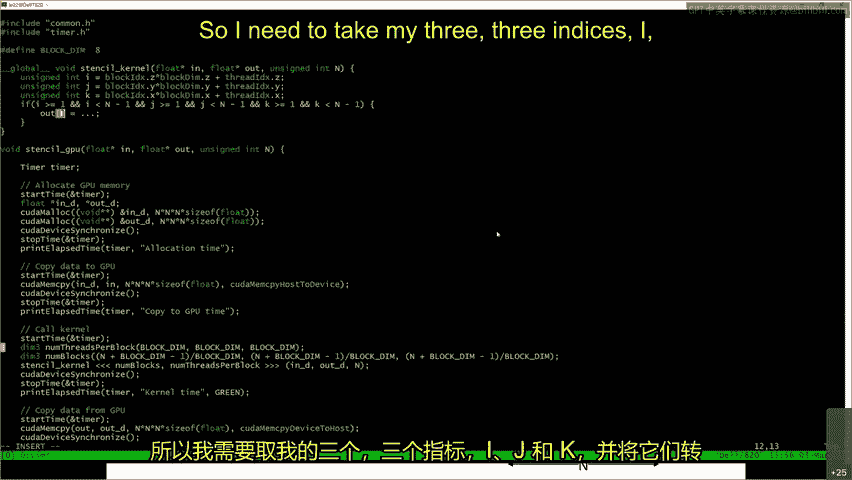 So I need to take my three, three indices, I,
#include "common.h"
#include "timer.h"
#define BLOCK_DIM 8
__global__ void stencil_kernel(float* in, float* out, unsigned int N) {
unsigned int i = blockIdx.z*blockDim.z + threadIdx.z;
unsigned int j = blockIdx.y*blockDim.y + threadIdx.y;
unsigned int k = blockIdx.x*blockDim.x + threadIdx.x;
if(i >= 1 && i < N - 1 && j >= 1 && j < N - 1 && k >= 1 && k < N - 1) {
out[] = ...;
}
}
void stencil_gpu(float* in, float* out, unsigned int N) {
Timer timer;
// Allocate GPU memory
startTime(&timer);
float *in_d, *out_d;
cudaMalloc((void**) &in_d, N*N*N*sizeof(float));
cudaMalloc((void**) &out_d, N*N*N*sizeof(float));
cudaDeviceSynchronize();
stopTime(&timer);
printElapsedTime(timer, "Allocation time");
// Copy data to GPU
startTime(&timer);
cudaMemcpy(in_d, in, N*N*N*sizeof(float), cudaMemcpyHostToDevice);
cudaDeviceSynchronize();
stopTime(&timer);
printElapsedTime(timer, "Copy to GPU time");
// Call kernel
startTime(&timer);
dim3 numThreadsPerBlock(BLOCK_DIM, BLOCK_DIM, BLOCK_DIM);
dim3 numBlocks((N + BLOCK_DIM - 1)/BLOCK_DIM, (N + BLOCK_DIM - 1)/BLOCK_DIM, (N + BLOCK_DIM - 1)/BLOCK_DIM);
stencil_kernel <<< numBlocks, numThreadsPerBlock >>> (in_d, out_d, N);
cudaDeviceSynchronize();
stopTime(&timer);
printElapsedTime(timer, "Kernel time", GREEN);
// Copy data from GPU
startTime(&timer);
cudaMemcpy(out, out_d, N*N*N*sizeof(float), cudaMemcpyDeviceToHost);
cudaDeviceSynchronize();
-- INSERT --
12,13
所以我需要取我的三个，三个指标，I、J 和 K，并将它们转
N
+25